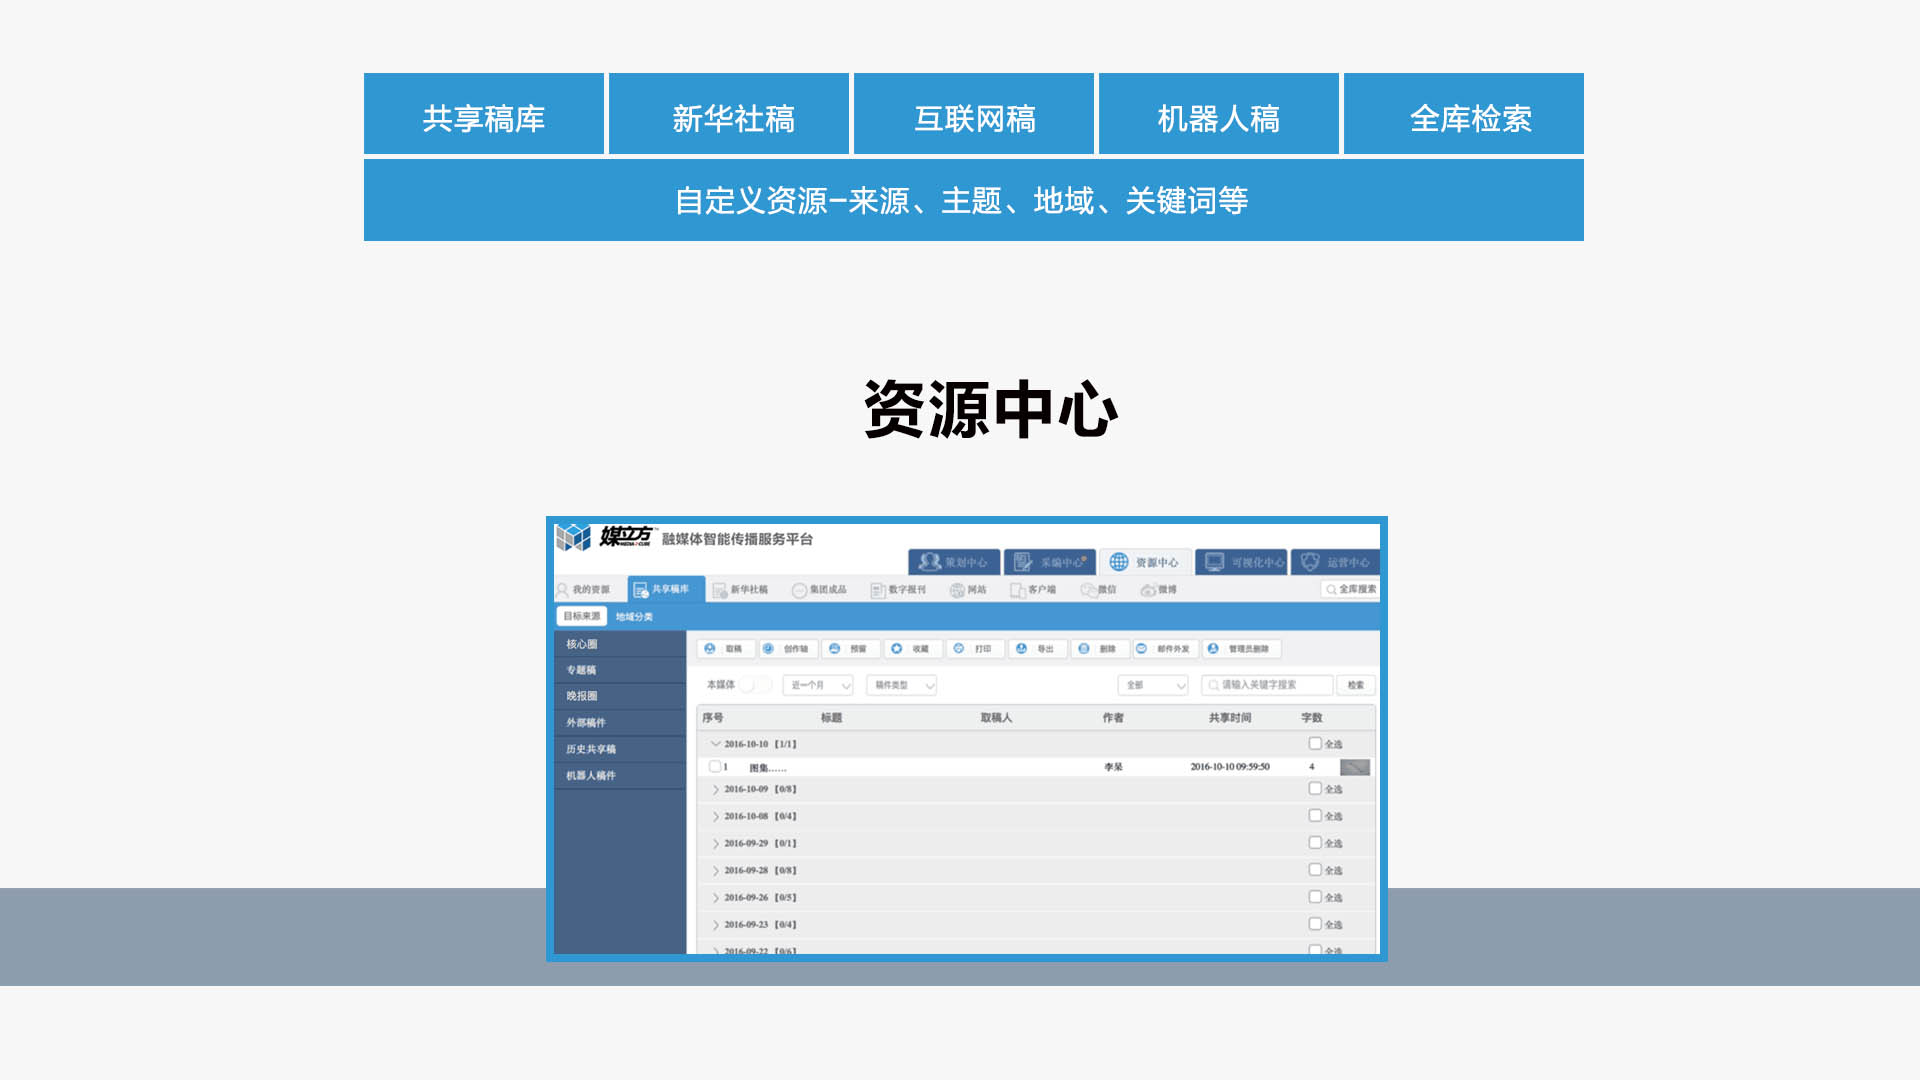 共享稿库 新华社稿 互联网稿 机器人稿 全库检索
自定义资源–来源、主题、地域、关键词等
资源中心
媒立方 融媒体智能传播服务平台
MEDIA CUBE
策划中心 采编中心 资源中心 可视化中心 运营中心
我的资源 共享稿库 新华社稿 集团成品 数字报刊 网站 客户端 微信 微博 全库搜索
目标来源 地域分类
核心圈
专题稿
晚报圈
外部稿件
历史共享稿
机器人稿件
取稿 创作轴 预留 收藏 打印 导出 删除 邮件外发 管理员删除
本媒体 近一个月 稿件类型 全部 请输入关键字搜索 检索
序号 标题 取稿人 作者 共享时间 字数
2016-10-10 【1/1】 全选
1 图集...... 2016-10-10 09:59:50 4
2016-10-09 【0/8】 全选
2016-10-08 【0/4】 全选
2016-09-29 【0/1】 全选
2016-09-28 【0/8】 全选
2016-09-26 【0/5】 全选
2016-09-23 【0/4】 全选
2016-09-22 【0/6】 全选